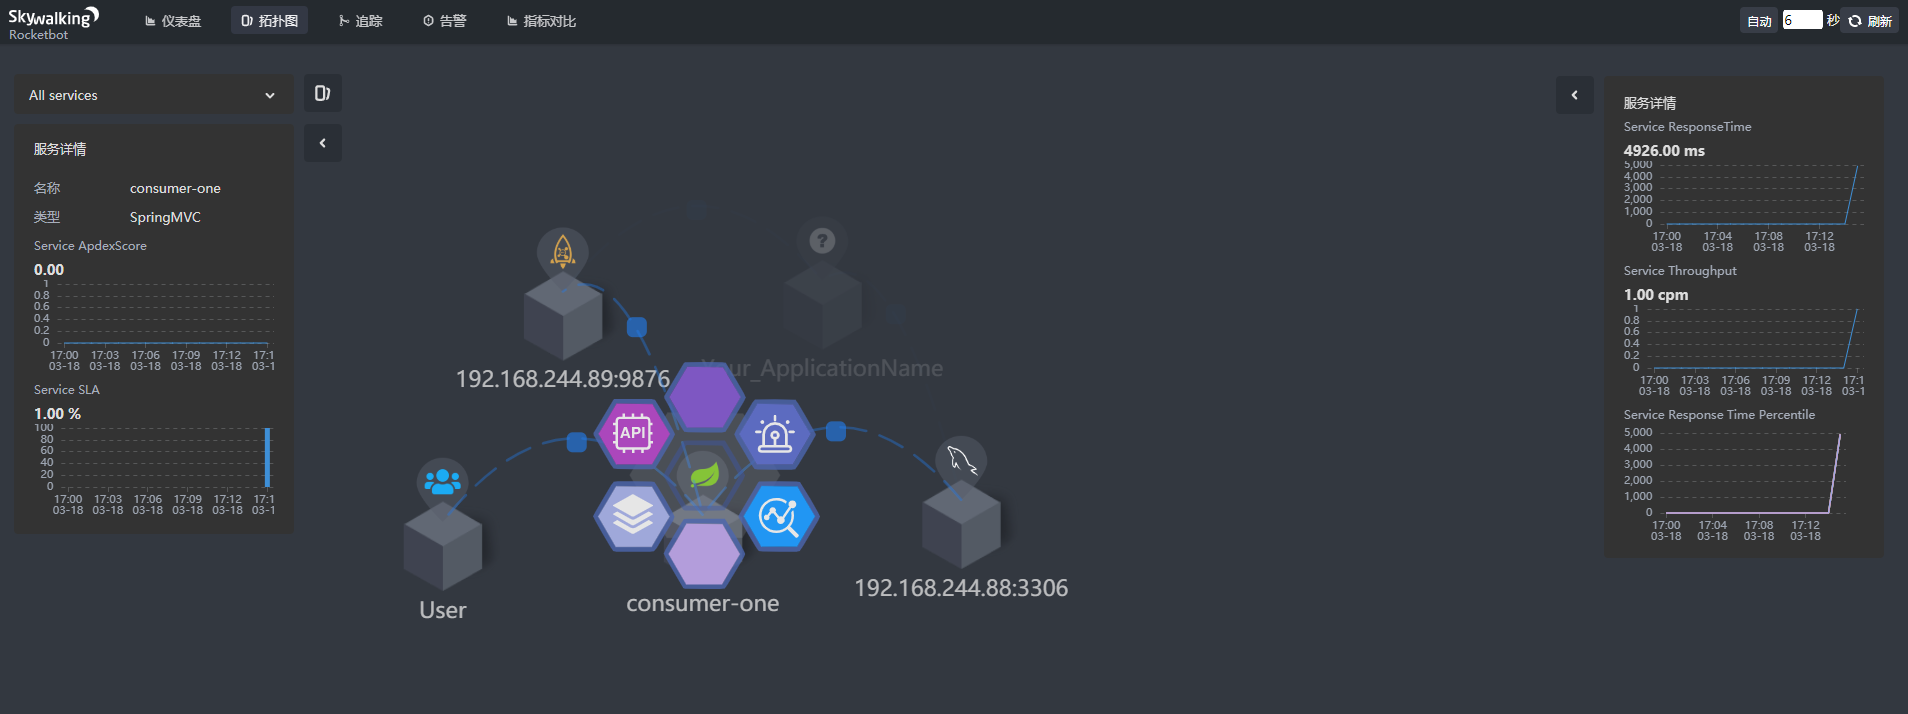 Skywalking
Rocketbot
仪表盘
拓扑图
追踪
告警
指标对比
自动
6
秒
刷新
All services
服务详情
名称 consumer-one
类型 SpringMVC
Service ApdexScore
0.00
1
0.8
0.6
0.4
0.2
0
17:00 17:03 17:06 17:09 17:12 17:1
03-18 03-18 03-18 03-18 03-18 03-1
Service SLA
1.00 %
100
80
60
40
20
0
17:00 17:03 17:06 17:09 17:12 17:1
03-18 03-18 03-18 03-18 03-18 03-1
?
192.168.244.89:9876
Your_ApplicationName
API
192.168.244.88:3306
consumer-one
User
服务详情
Service ResponseTime
4926.00 ms
5,000
4,000
3,000
2,000
1,000
0
17:00 17:04 17:08 17:12
03-18 03-18 03-18 03-18
Service Throughput
1.00 cpm
1
0.8
0.6
0.4
0.2
0
17:00 17:03 17:06 17:09 17:12 17:1
03-18 03-18 03-18 03-18 03-18 03-1
Service Response Time Percentile
5,000
4,000
3,000
2,000
1,000
0
17:00 17:04 17:08 17:12
03-18 03-18 03-18 03-18